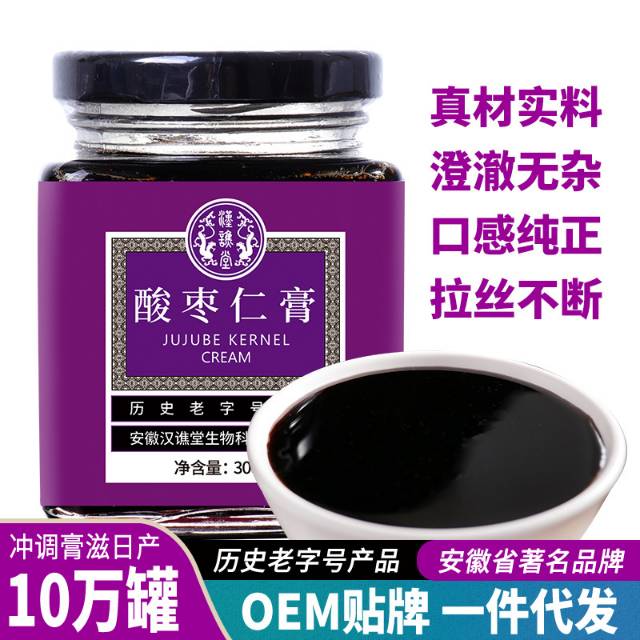 真材实料
澄澈无杂
口感纯正
拉丝不断
漢譙堂
酸枣仁膏
JUJUBE KERNEL
CREAM
历史老字号
安徽汉谯堂生物科
净含量：30
冲调膏滋日产
10万罐
历史老字号产品
安徽省著名品牌
OEM贴牌 一件代发